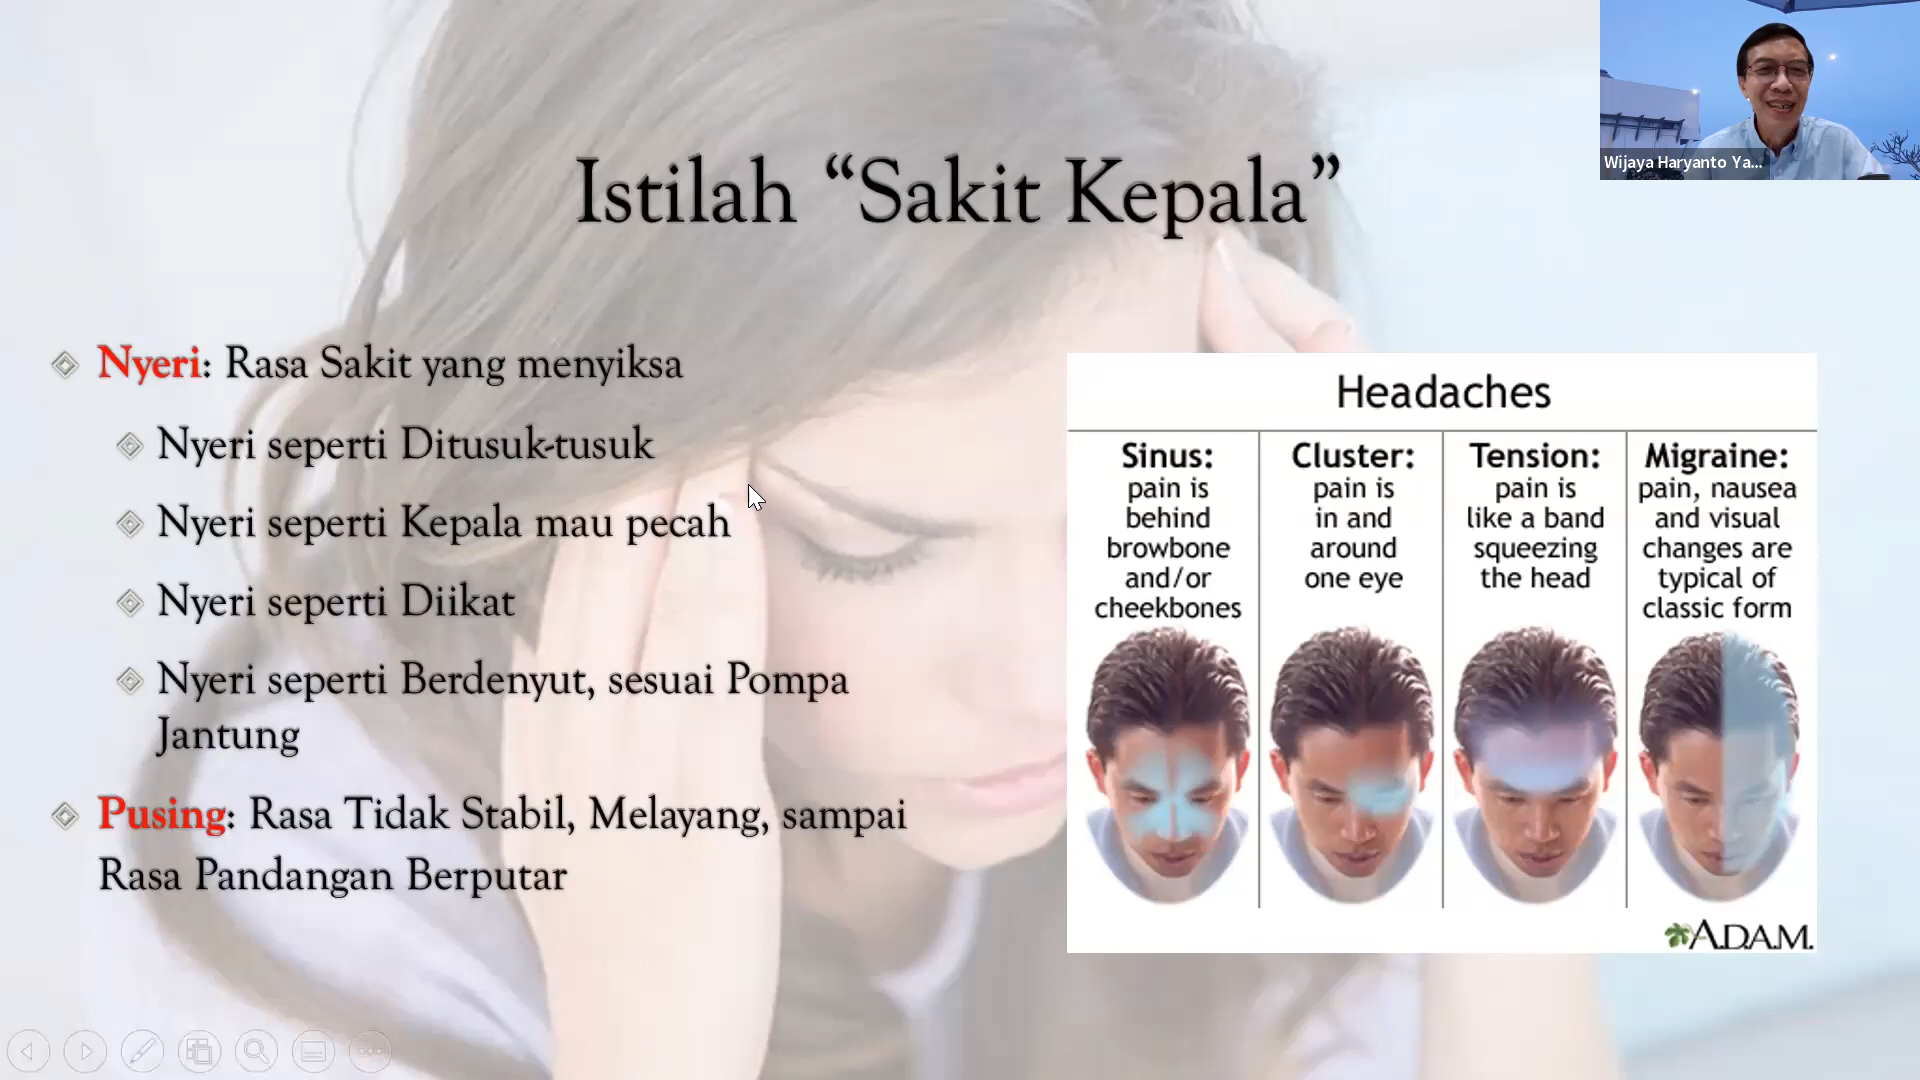 Wijaya Haryanto Ya...
Istilah “Sakit Kepala”
Nyeri: Rasa Sakit yang menyiksa
Nyeri seperti Ditusuk-tusuk
Nyeri seperti Kepala mau pecah
Nyeri seperti Diikat
Nyeri seperti Berdenyut, sesuai Pompa
Jantung
Pusing: Rasa Tidak Stabil, Melayang, sampai
Rasa Pandangan Berputar
Headaches
Sinus:
pain is
behind
browbone
and/or
cheekbones
Cluster:
pain is
in and
around
one eye
Tension:
pain is
like a band
squeezing
the head
Migraine:
pain, nausea
and visual
changes are
typical of
classic form
A.D.A.M.